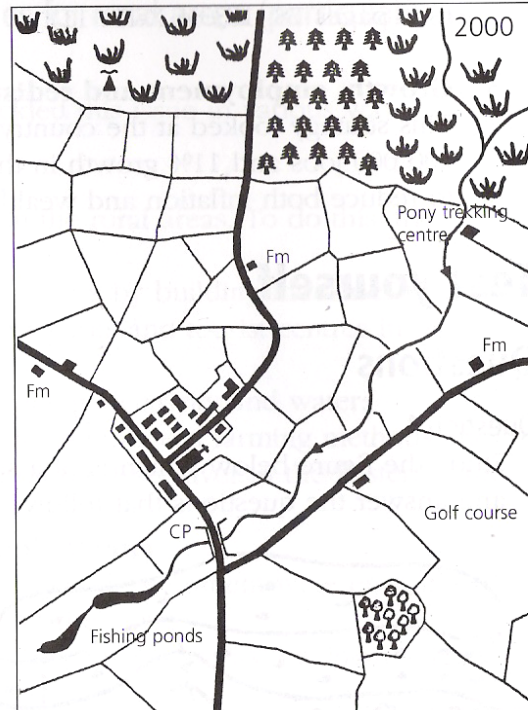 2000
Pony trekking
centre
Fm
Fm
Fm
CP
Golf course
Fishing ponds